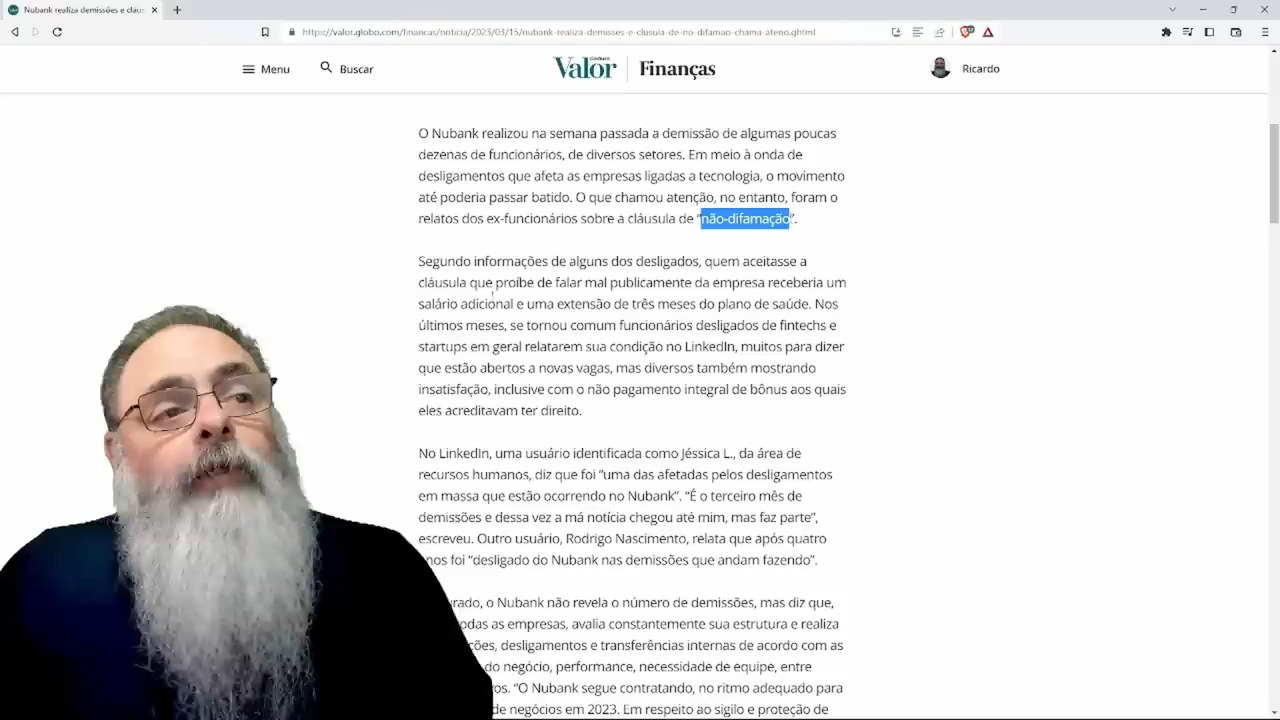 Nubank realiza demissões e cláus
https://valor.globo.com/financas/noticia/2023/03/15/nubank-realiza-demisses-e-clusula-de-no-difamao-chama-ateno.ghtml
Menu
Buscar
Valor
Finanças
Ricardo
O Nubank realizou na semana passada a demissão de algumas poucas
dezenas de funcionários, de diversos setores. Em meio à onda de
desligamentos que afeta as empresas ligadas a tecnologia, o movimento
até poderia passar batido. O que chamou atenção, no entanto, foram o
relatos dos ex-funcionários sobre a cláusula de “não-difamação”.
Segundo informações de alguns dos desligados, quem aceitasse a
cláusula que proíbe de falar mal publicamente da empresa receberia um
salário adicional e uma extensão de três meses do plano de saúde. Nos
últimos meses, se tornou comum funcionários desligados de fintechs e
startups em geral relatarem sua condição no LinkedIn, muitos para dizer
que estão abertos a novas vagas, mas diversos também mostrando
insatisfação, inclusive com o não pagamento integral de bônus aos quais
eles acreditavam ter direito.
No LinkedIn, uma usuário identificada como Jéssica L., da área de
recursos humanos, diz que foi “uma das afetadas pelos desligamentos
em massa que estão ocorrendo no Nubank”. “É o terceiro mês de
demissões e dessa vez a má notícia chegou até mim, mas faz parte”,
escreveu. Outro usuário, Rodrigo Nascimento, relata que após quatro
nos foi “desligado do Nubank nas demissões que andam fazendo”.
urado, o Nubank não revela o número de demissões, mas diz que,
odas as empresas, avalia constantemente sua estrutura e realiza
ções, desligamentos e transferências internas de acordo com as
do negócio, performance, necessidade de equipe, entre
vos. “O Nubank segue contratando, no ritmo adequado para
de negócios em 2023. Em respeito ao sigilo e proteção de